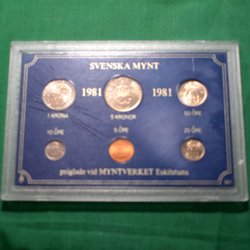 SVENSKA MYNT
1981 1981
1 KRONA 5 KRONOR 50 ÖRE
10 ÖRE 5 ÖRE 25 ÖRE
präglade vid MYNTVERKET Eskilstuna